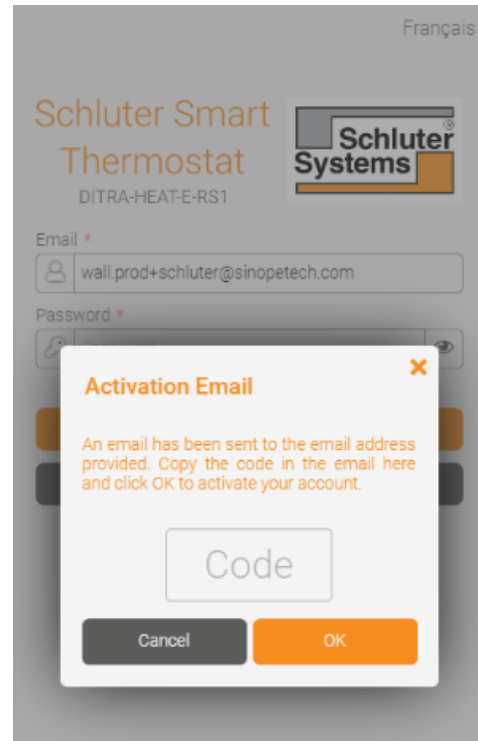 Français
Schluter Smart
Thermostat
DITRA-HEAT-E-RS1
Schluter®
Systems
Email *
wall.prod+schluter@sinopetech.com
Password *
Activation Email
An email has been sent to the email address
provided. Copy the code in the email here
and click OK to activate your account.
Code
Cancel
OK